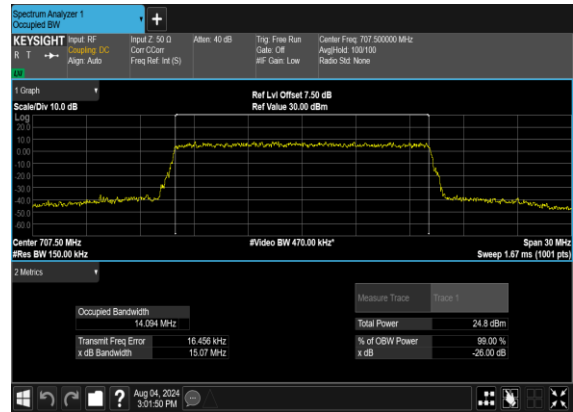 Spectrum Analyzer 1
Occupied BW
+
KEYSIGHT
R T
LXI
Input: RF
Coupling: DC
Align: Auto
Input Z: 50 Ω
Corr CCorr
Freq Ref: Int (S)
Atten: 40 dB
Trig: Free Run
Gate: Off
#IF Gain: Low
Center Freq: 707.500000 MHz
Avg|Hold: 100/100
Radio Std: None
1 Graph
Scale/Div 10.0 dB
Ref Lvl Offset 7.50 dB
Ref Value 30.00 dBm
Log
20.0
10.0
0.00
-10.0
-20.0
-30.0
-40.0
-50.0
-60.0
Center 707.50 MHz
#Res BW 150.00 kHz
#Video BW 470.00 kHz*
Span 30 MHz
Sweep 1.67 ms (1001 pts)
2 Metrics
Measure Trace Trace 1
Occupied Bandwidth
14.094 MHz
Total Power 24.8 dBm
Transmit Freq Error 16.456 kHz
% of OBW Power 99.00 %
x dB Bandwidth 15.07 MHz
x dB -26.00 dB
?
Aug 04, 2024
3:01:50 PM